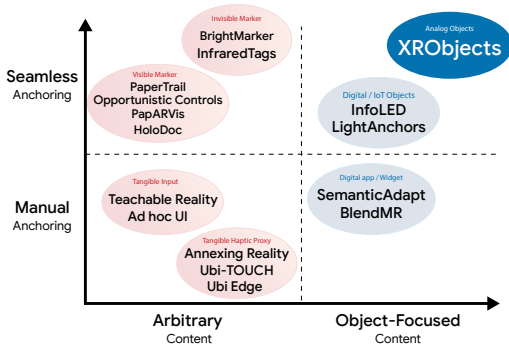 Invisible Marker
BrightMarker
InfraredTags
Analog Objects
XRObjects
Seamless
Anchoring
Visible Marker
PaperTrail
Opportunistic Controls
PapARVis
HoloDoc
Digital / IoT Objects
InfoLED
LightAnchors
Manual
Anchoring
Tangible Input
Teachable Reality
Ad hoc UI
Digital app / Widget
SemanticAdapt
BlendMR
Tangible Haptic Proxy
Annexing Reality
Ubi-TOUCH
Ubi Edge
Arbitrary
Content
Object-Focused
Content